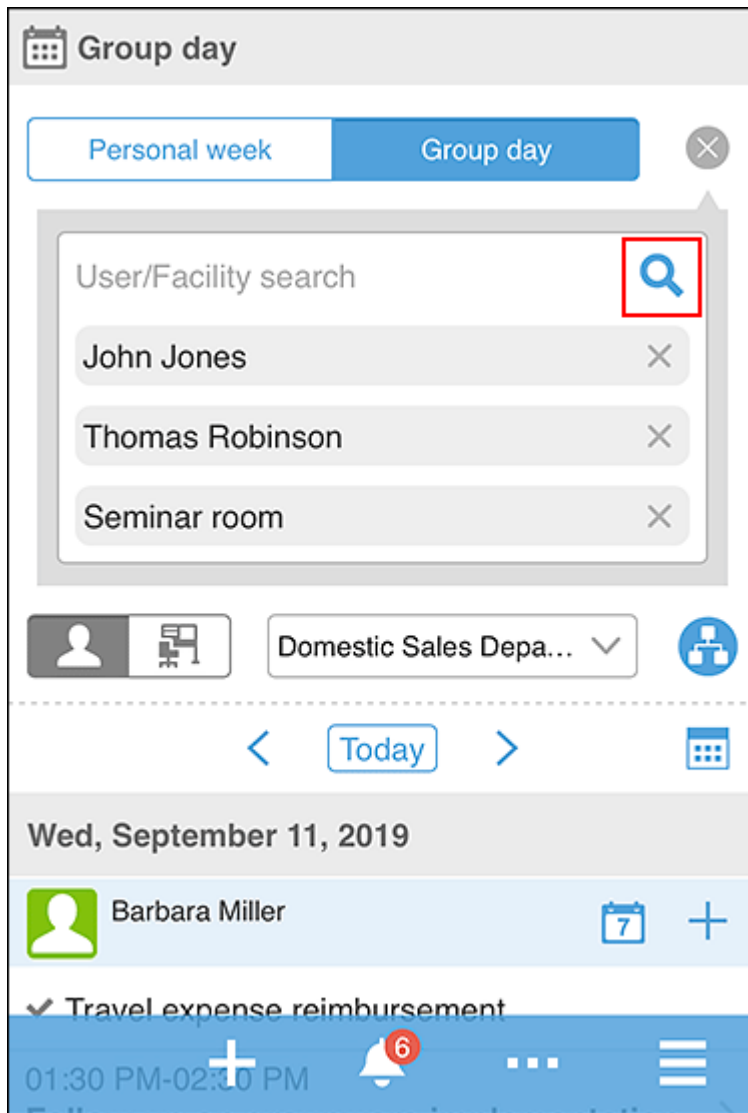 Group day
Personal week Group day
User/Facility search
John Jones
Thomas Robinson
Seminar room
Domestic Sales Depa...
Today
Wed, September 11, 2019
Barbara Miller
7
Travel expense reimbursement
6
01:30 PM-02:30 PM